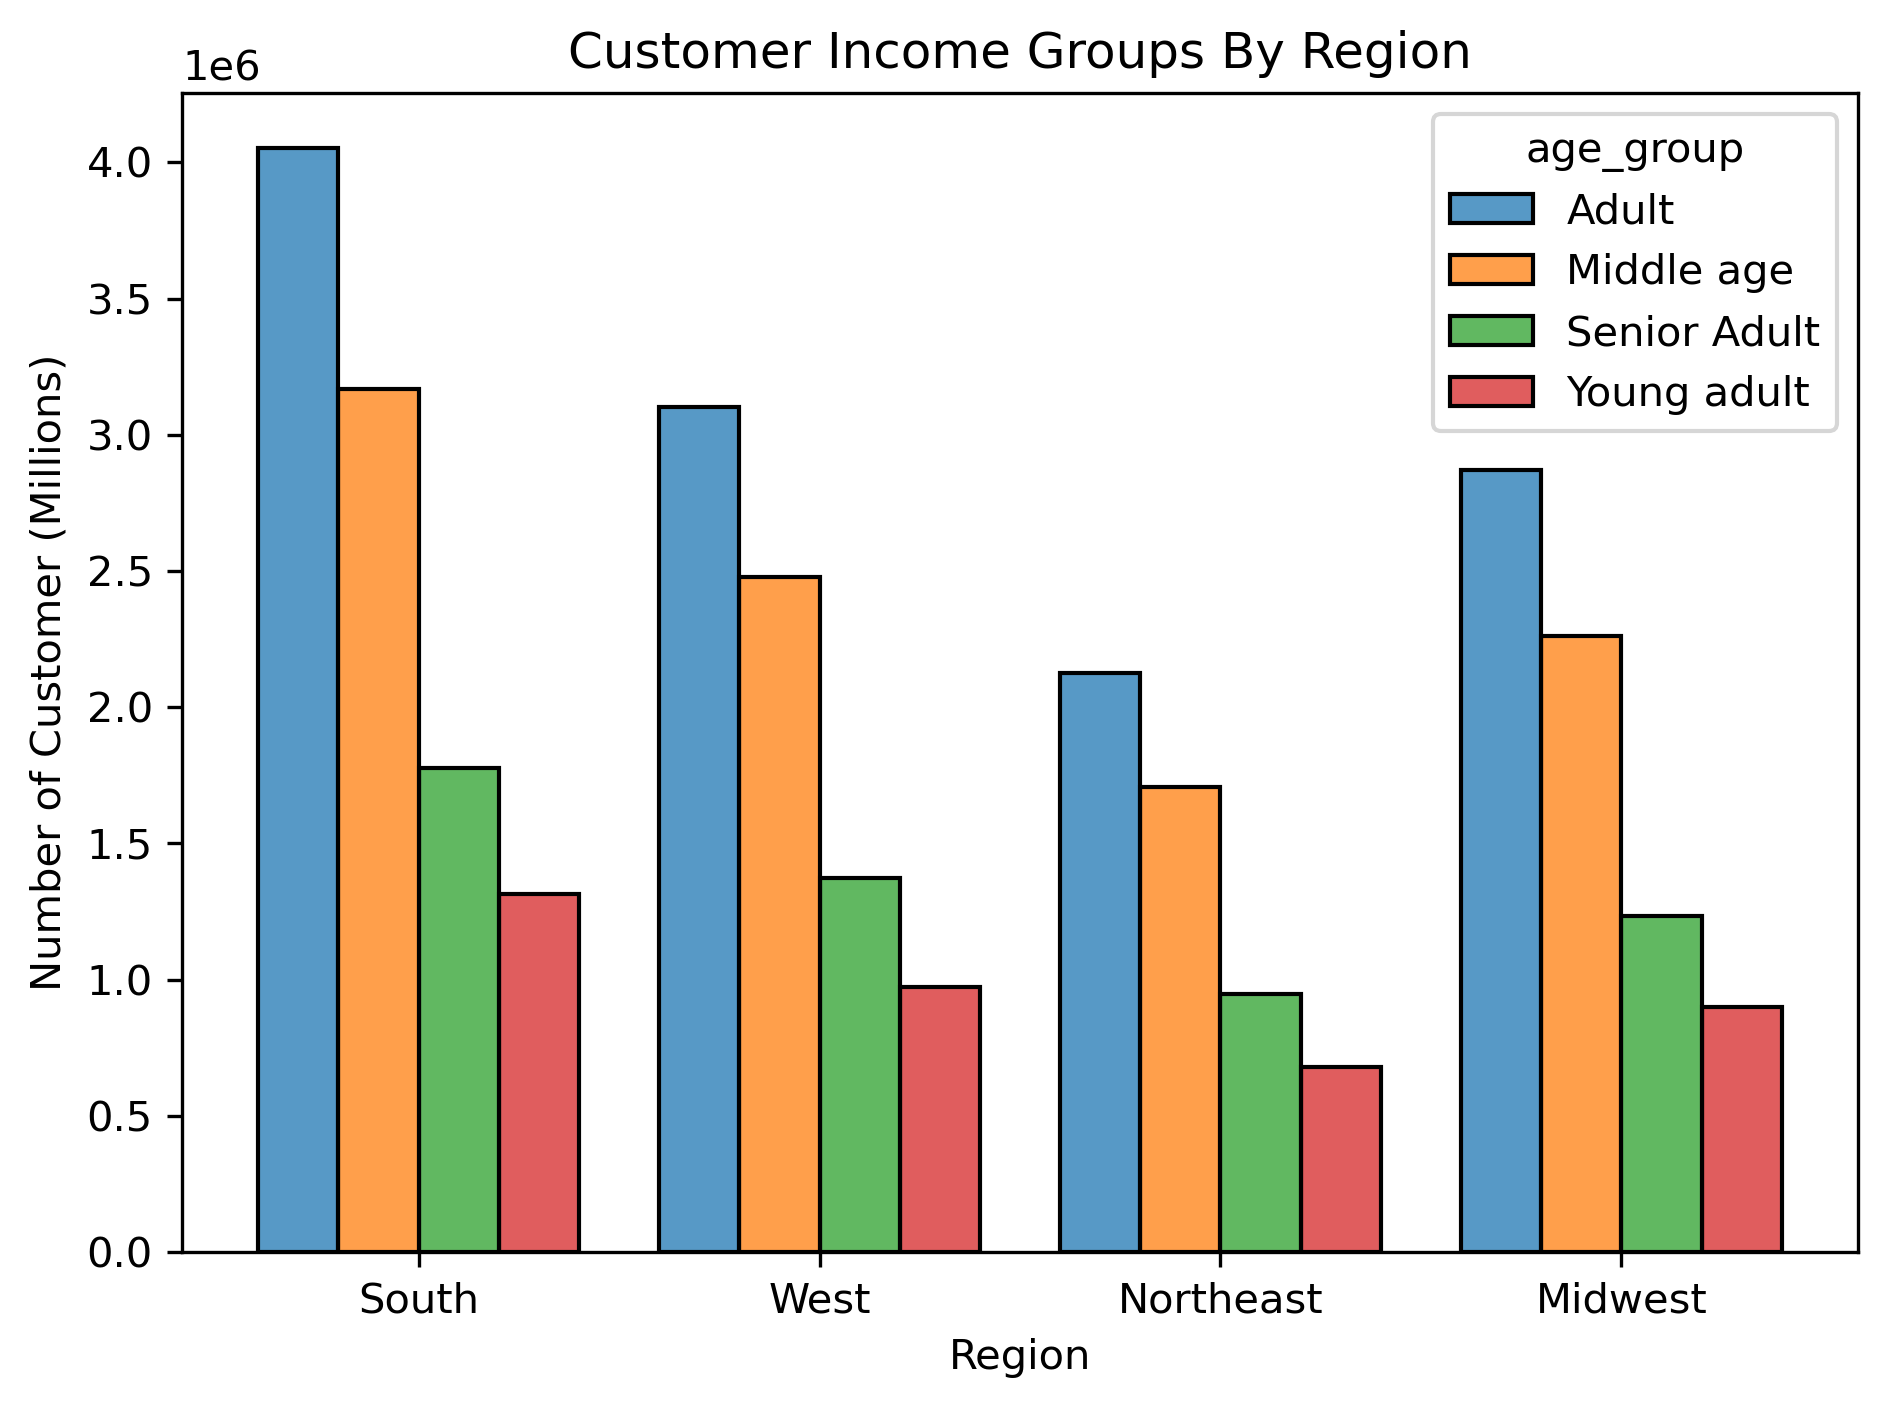 Customer Income Groups By Region
1e6
4.0
3.5
3.0
2.5
2.0
1.5
1.0
0.5
0.0
Number of Customer (Millions)
age_group
Adult
Middle age
Senior Adult
Young adult
South
West
Northeast
Midwest
Region